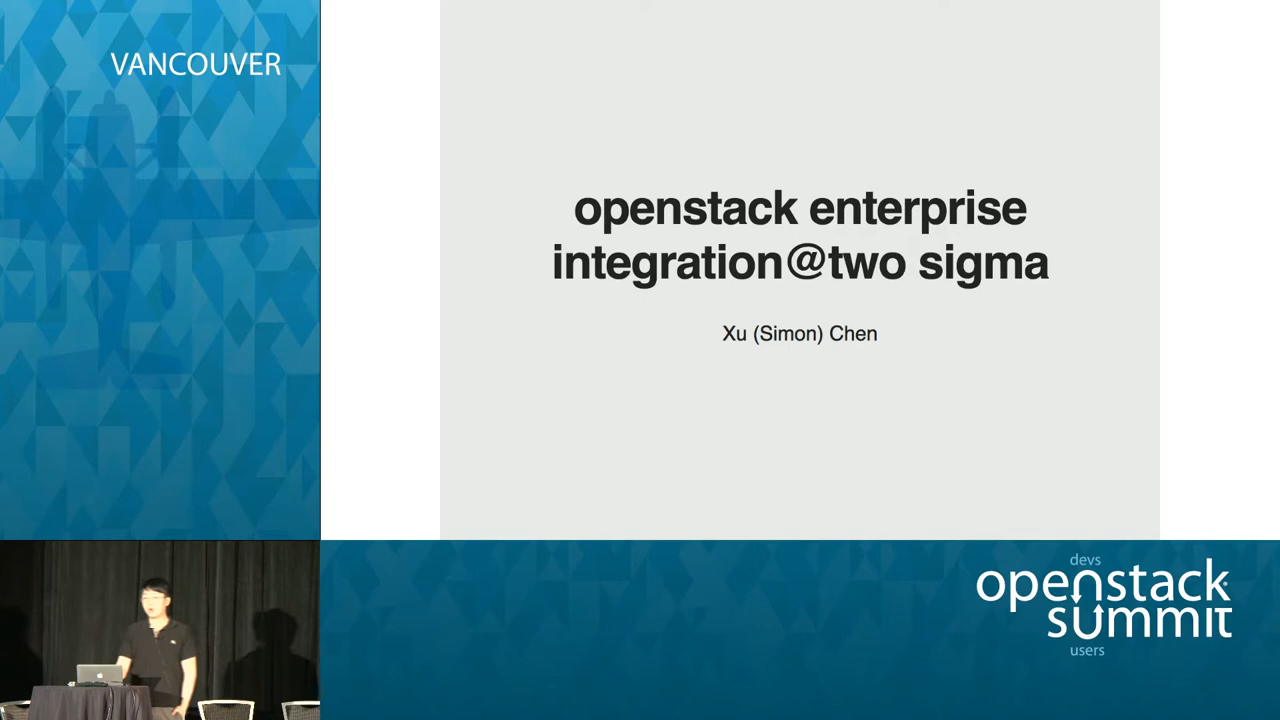 VANCOUVER
openstack enterprise
integration@two sigma
Xu (Simon) Chen
devs
openstack
summit
users